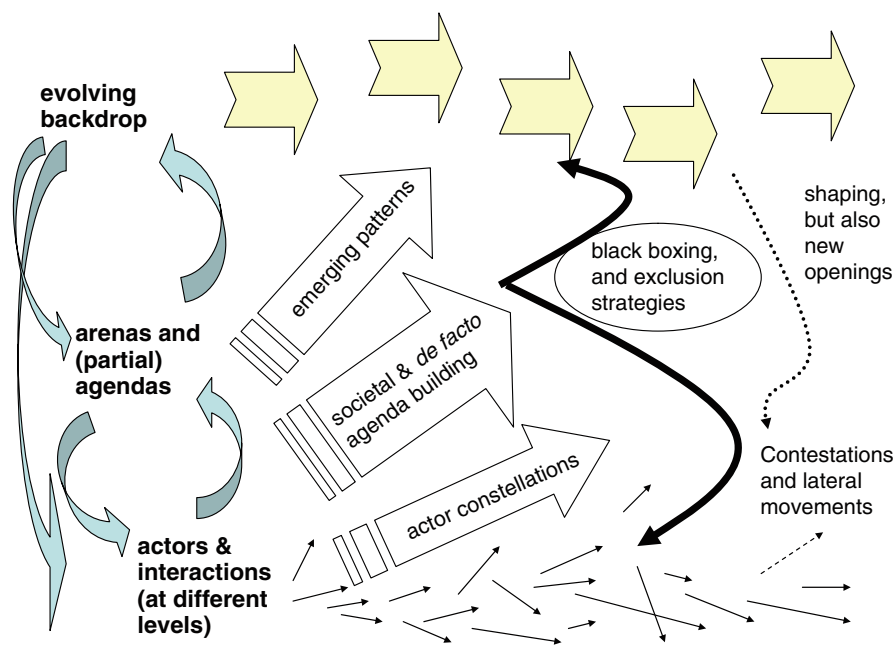 evolving
backdrop
arenas and
(partial)
agendas
actors &
interactions
(at different
levels)
emerging patterns
societal & de facto
agenda building
actor constellations
black boxing,
and exclusion
strategies
shaping,
but also
new
openings
Contestations
and lateral
movements